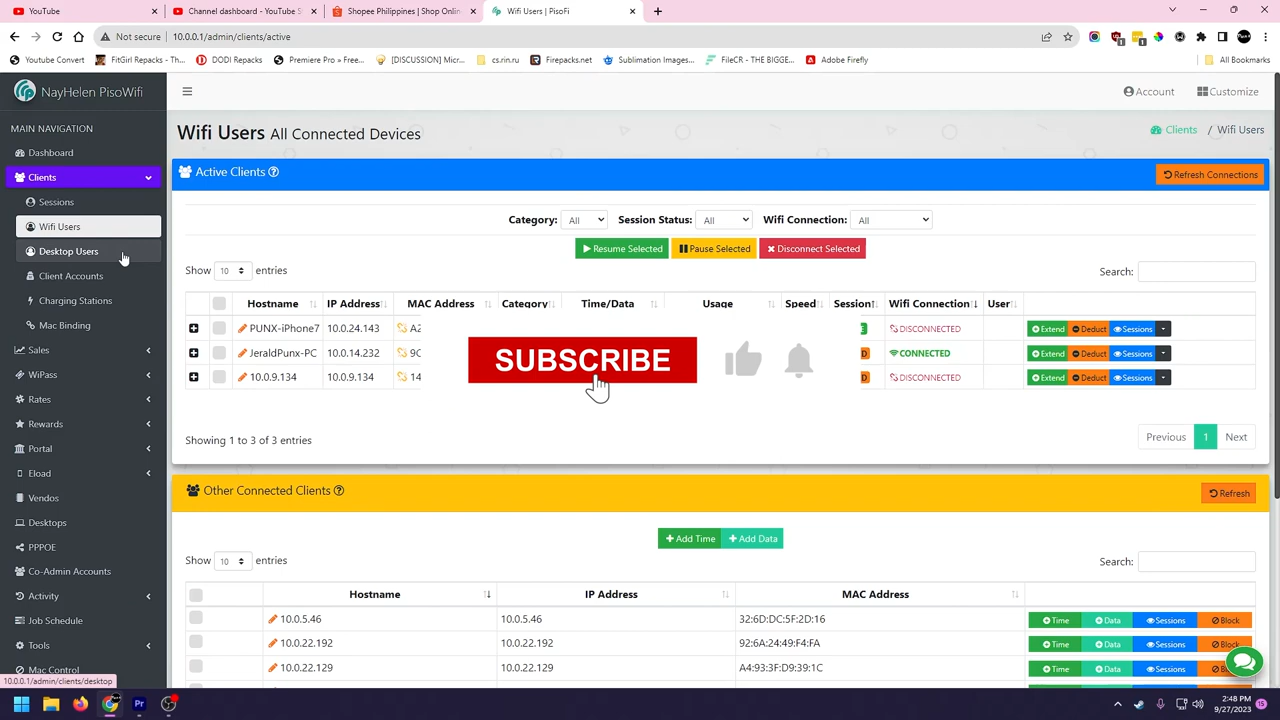 YouTube
Channel dashboard - YouTube S
Shopee Philippines | Shop Onlin
Wifi Users | PisoFi
Not secure 10.0.0.1/admin/clients/active
Youtube Convert
FitGirl Repacks - Th...
DODI Repacks
Premiere Pro » Free...
[DISCUSSION] Micr...
cs.rin.ru
Firepacks.net
Sublimation Images...
FileCR - THE BIGGE...
Adobe Firefly
All Bookmarks
NayHelen PisoWifi
Account
Customize
MAIN NAVIGATION
Dashboard
Clients
Sessions
Wifi Users
Desktop Users
Client Accounts
Charging Stations
Mac Binding
Sales
WiPass
Rates
Rewards
Portal
Eload
Vendos
Desktops
PPPOE
Co-Admin Accounts
Activity
Job Schedule
Tools
Mac Control
10.0.0.1/admin/clients/desktop
Wifi Users All Connected Devices
Clients / Wifi Users
Active Clients
Refresh Connections
Category: All Session Status: All Wifi Connection: All
Resume Selected Pause Selected Disconnect Selected
Show 10 entries
Search:
Hostname IP Address MAC Address Category Time/Data Usage Speed Session Wifi Connection User
PUNX-iPhone7 10.0.24.143 A2 DISCONNECTED Extend Deduct Sessions
JeraldPunx-PC 10.0.14.232 9C CONNECTED Extend Deduct Sessions
10.0.9.134 10.0.9.134 14 DISCONNECTED Extend Deduct Sessions
SUBSCRIBE
Showing 1 to 3 of 3 entries
Previous 1 Next
Other Connected Clients
Refresh
Add Time Add Data
Show 10 entries
Search:
Hostname IP Address MAC Address
10.0.5.46 10.0.5.46 32:6D:DC:5F:2D:16 Time Data Sessions Block
10.0.22.192 10.0.22.192 92:6A:24:49:F4:FA Time Data Sessions Block
10.0.22.129 10.0.22.129 A4:93:3F:D9:39:1C Time Data Sessions
2:48 PM
9/27/2023
15